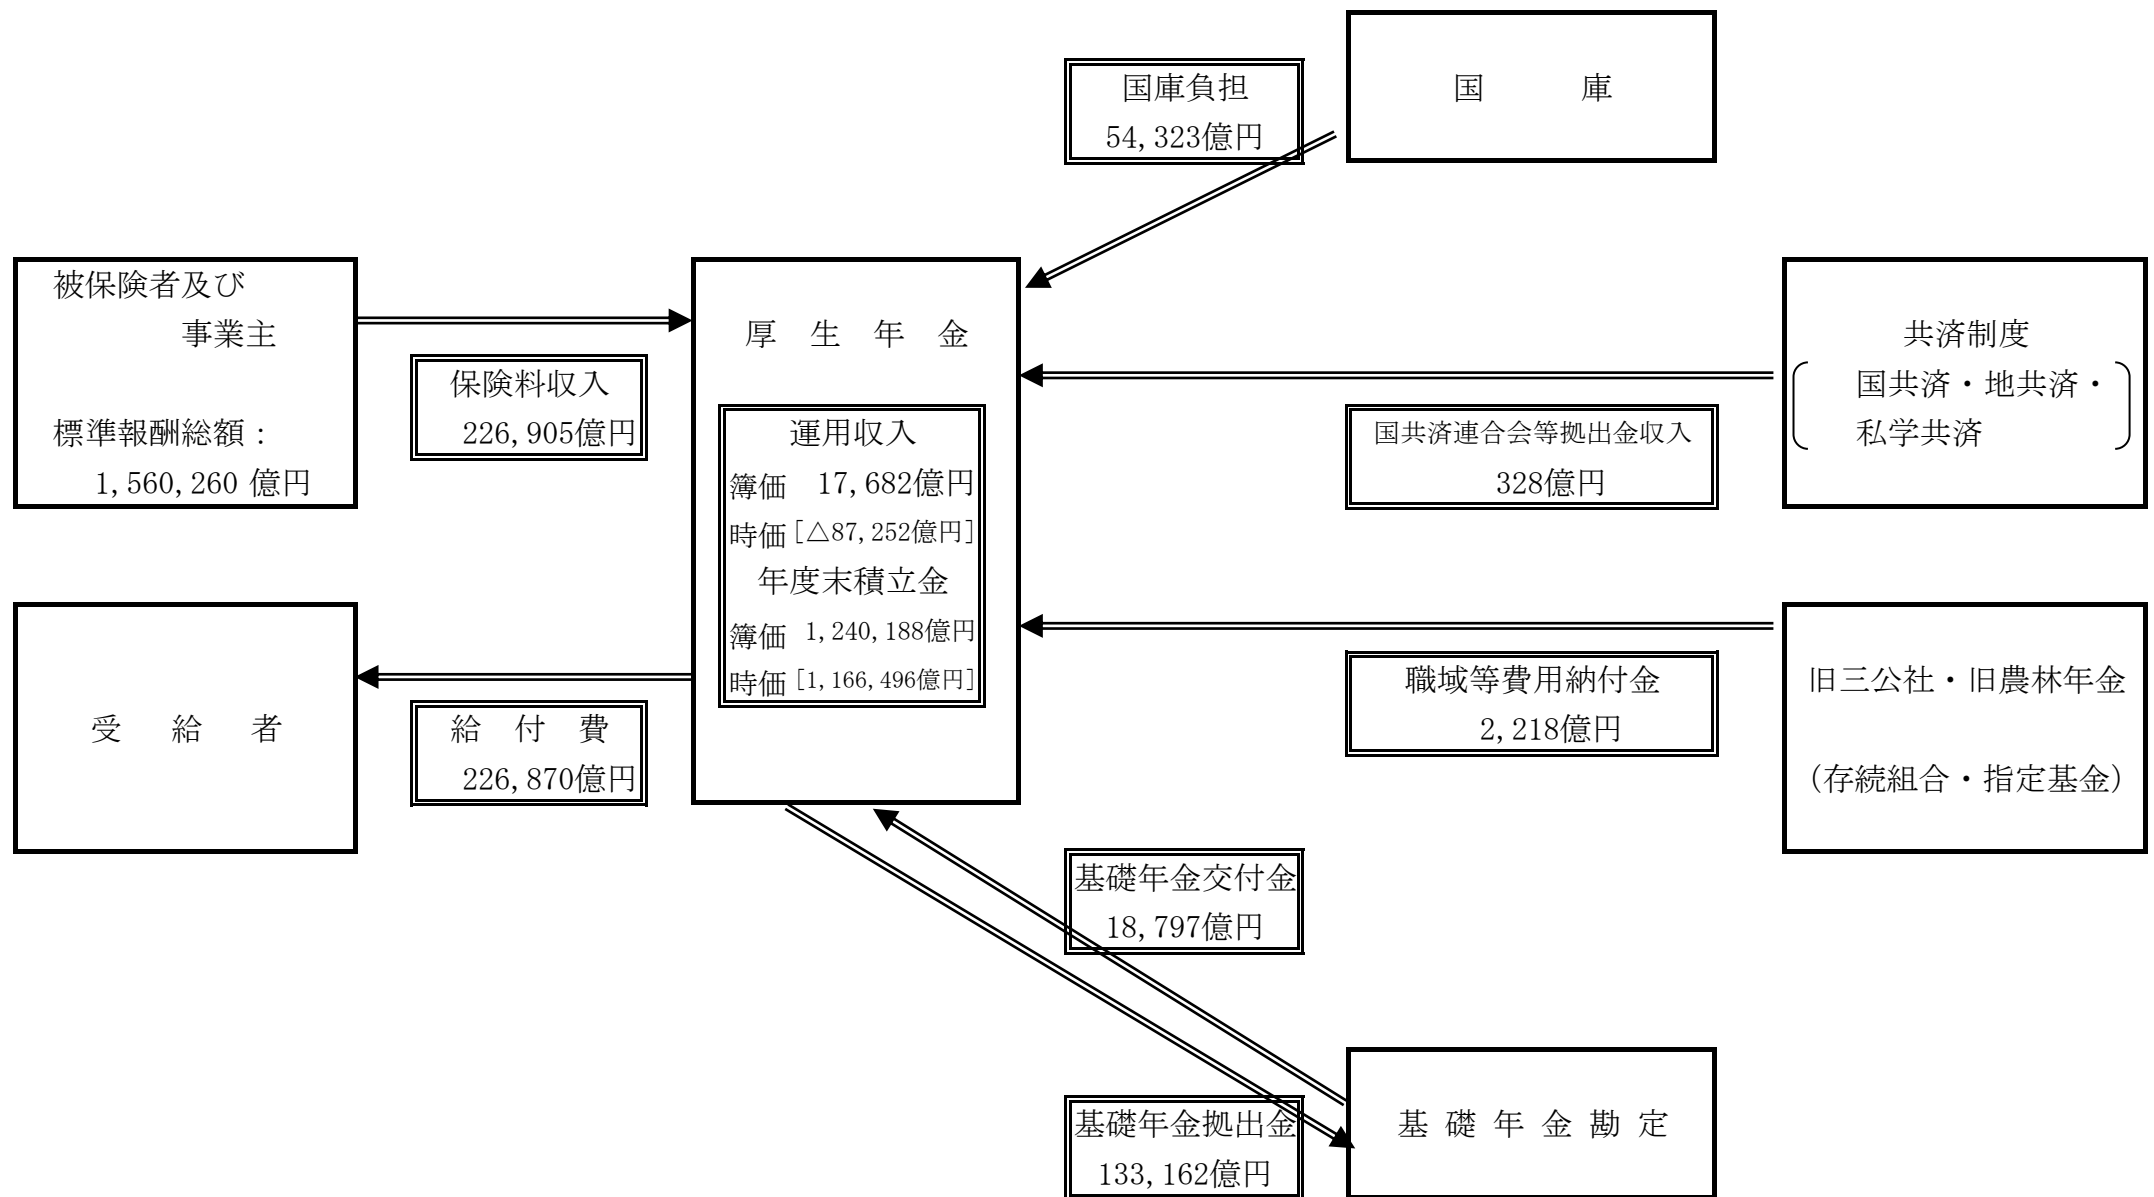 国 庫
国庫負担
54,323億円
被保険者及び
事業主
標準報酬総額：
1,560,260 億円
保険料収入
226,905億円
厚 生 年 金
運用収入
簿価 17,682億円
時価 [△87,252億円]
年度末積立金
簿価 1,240,188億円
時価 [1,166,496億円]
共済制度
国共済・地共済・
私学共済
国共済連合会等拠出金収入
328億円
受 給 者
給 付 費
226,870億円
職域等費用納付金
2,218億円
旧三公社・旧農林年金
(存続組合・指定基金)
基礎年金交付金
18,797億円
基礎年金拠出金
133,162億円
基 礎 年 金 勘 定